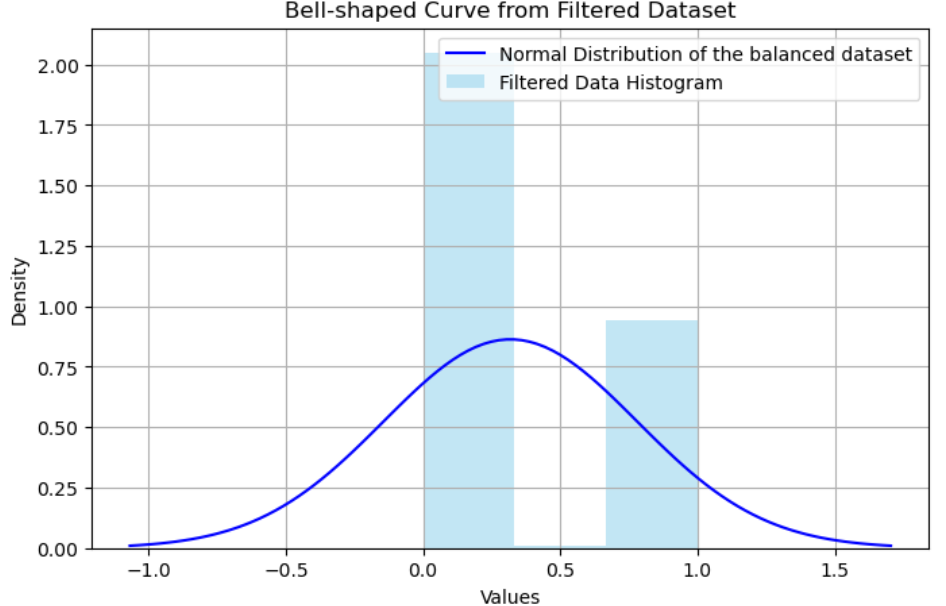 Bell-shaped Curve from Filtered Dataset
Normal Distribution of the balanced dataset
Filtered Data Histogram
2.00
1.75
1.50
1.25
1.00
0.75
0.50
0.25
0.00
Density
−1.0 −0.5 0.0 0.5 1.0 1.5
Values